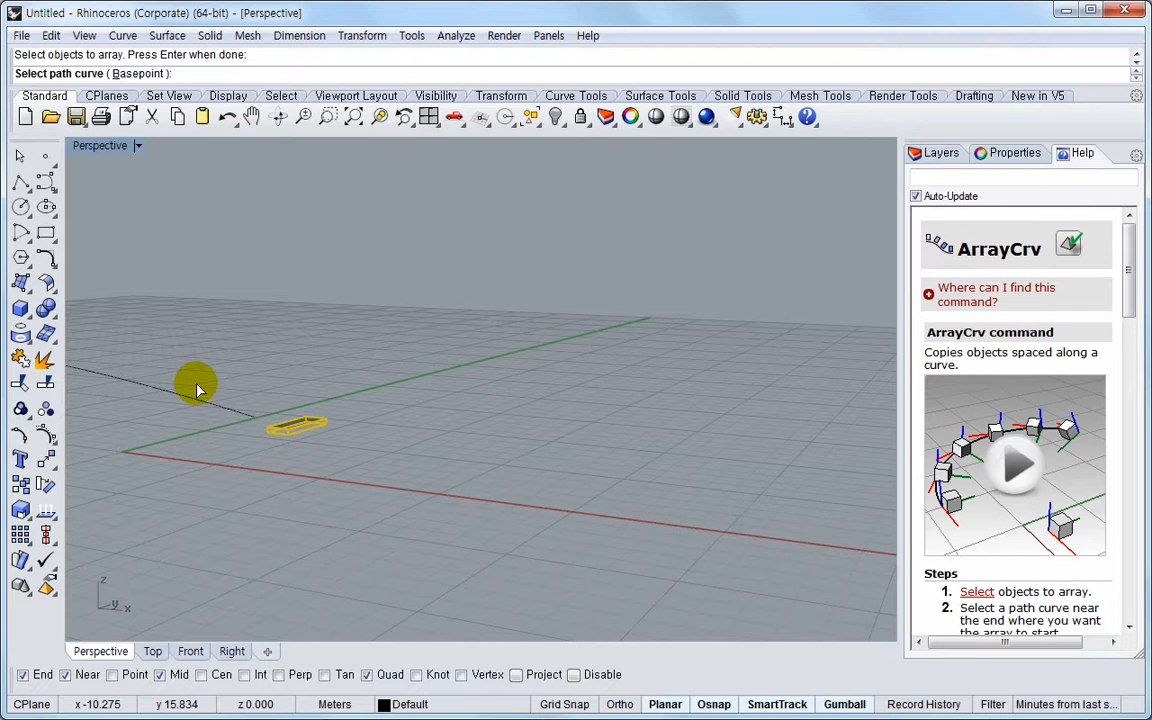 Untitled - Rhinoceros (Corporate) (64-bit) - [Perspective]
File Edit View Curve Surface Solid Mesh Dimension Transform Tools Analyze Render Panels Help
Select objects to array. Press Enter when done:
Select path curve ( Basepoint ):
Standard CPlanes Set View Display Select Viewport Layout Visibility Transform Curve Tools Surface Tools Solid Tools Mesh Tools Render Tools Drafting New in V5
Perspective
Layers Properties Help
Auto-Update
ArrayCrv
Where can I find this
command?
ArrayCrv command
Copies objects spaced along a
curve.
Steps
1. Select objects to array.
2. Select a path curve near
the end where you want
the array to start
z
y x
Perspective Top Front Right
End Near Point Mid Cen Int Perp Tan Quad Knot Vertex Project Disable
CPlane x -10.275 y 15.834 z 0.000 Meters Default Grid Snap Ortho Planar Osnap SmartTrack Gumball Record History Filter Minutes from last s...